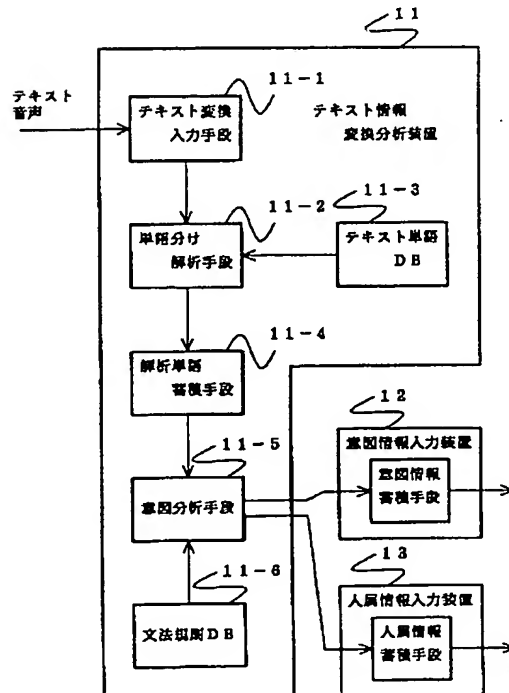 11
テキスト
音声
11-1
テキスト変換
入力手段
テキスト情報
変換分析装置
11-2
単語分け
解析手段
11-3
テキスト単語
DB
11-4
解析単語
蓄積手段
11-5
意図分析手段
11-6
文法規則DB
12
意図情報入力装置
意図情報
蓄積手段
13
人属情報入力装置
人属情報
蓄積手段